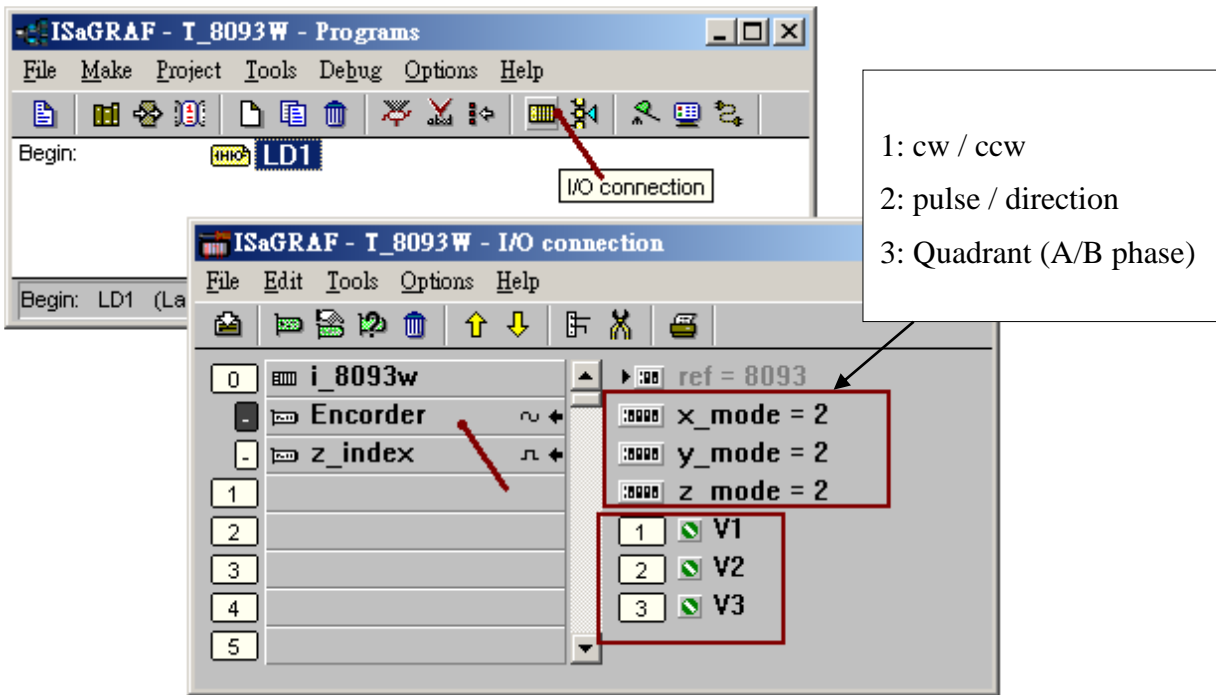 ISaGRAF - T_8093W - Programs
File Make Project Tools Debug Options Help
Begin: LD1
I/O connection
Begin: LD1 (La
1: cw / ccw
2: pulse / direction
3: Quadrant (A/B phase)
ISaGRAF - T_8093W - I/O connection
File Edit Tools Options Help
0 i_8093w
- Encorder
- z_index
1
2
3
4
5
ref = 8093
x_mode = 2
y_mode = 2
z_mode = 2
1 V1
2 V2
3 V3